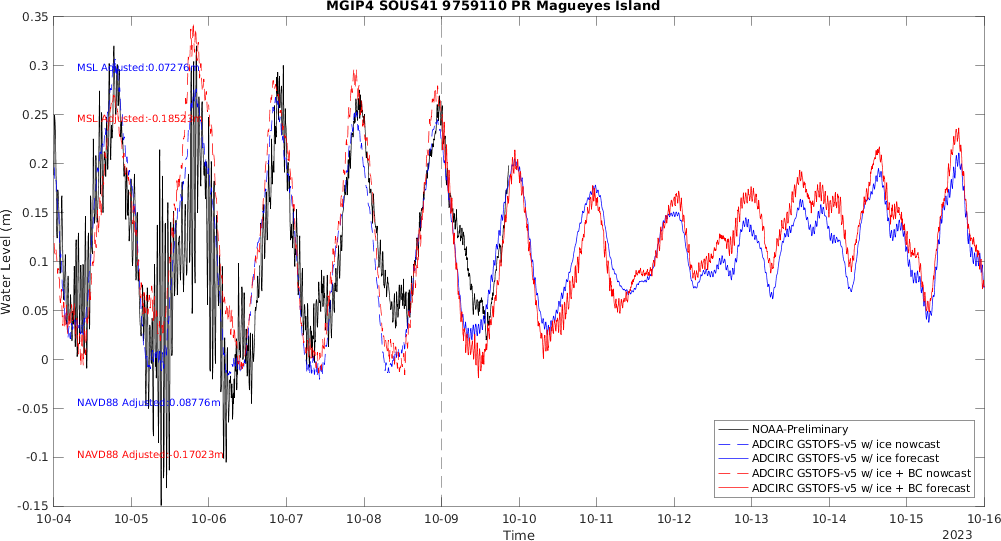 MGIP4 SOUS41 9759110 PR Magueyes Island
0.35
0.3
0.25
0.2
0.15
0.1
0.05
0
-0.05
-0.1
-0.15
Water Level (m)
MSL Adjusted:0.07276m
MSL Adjusted:-0.18523m
NAVD88 Adjusted:0.08776m
NAVD88 Adjusted:-0.17023m
NOAA-Preliminary
ADCIRC GSTOFS-v5 w/ ice nowcast
ADCIRC GSTOFS-v5 w/ ice forecast
ADCIRC GSTOFS-v5 w/ ice + BC nowcast
ADCIRC GSTOFS-v5 w/ ice + BC forecast
10-04 10-05 10-06 10-07 10-08 10-09 10-10 10-11 10-12 10-13 10-14 10-15 10-16
Time
2023